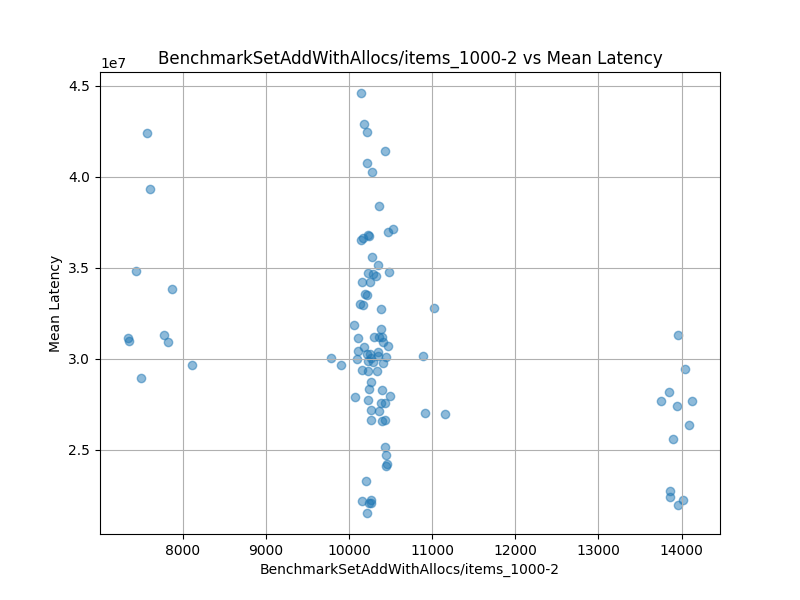 BenchmarkSetAddWithAllocs/items_1000-2 vs Mean Latency
1e7
4.5
4.0
3.5
3.0
2.5
Mean Latency
8000 9000 10000 11000 12000 13000 14000
BenchmarkSetAddWithAllocs/items_1000-2